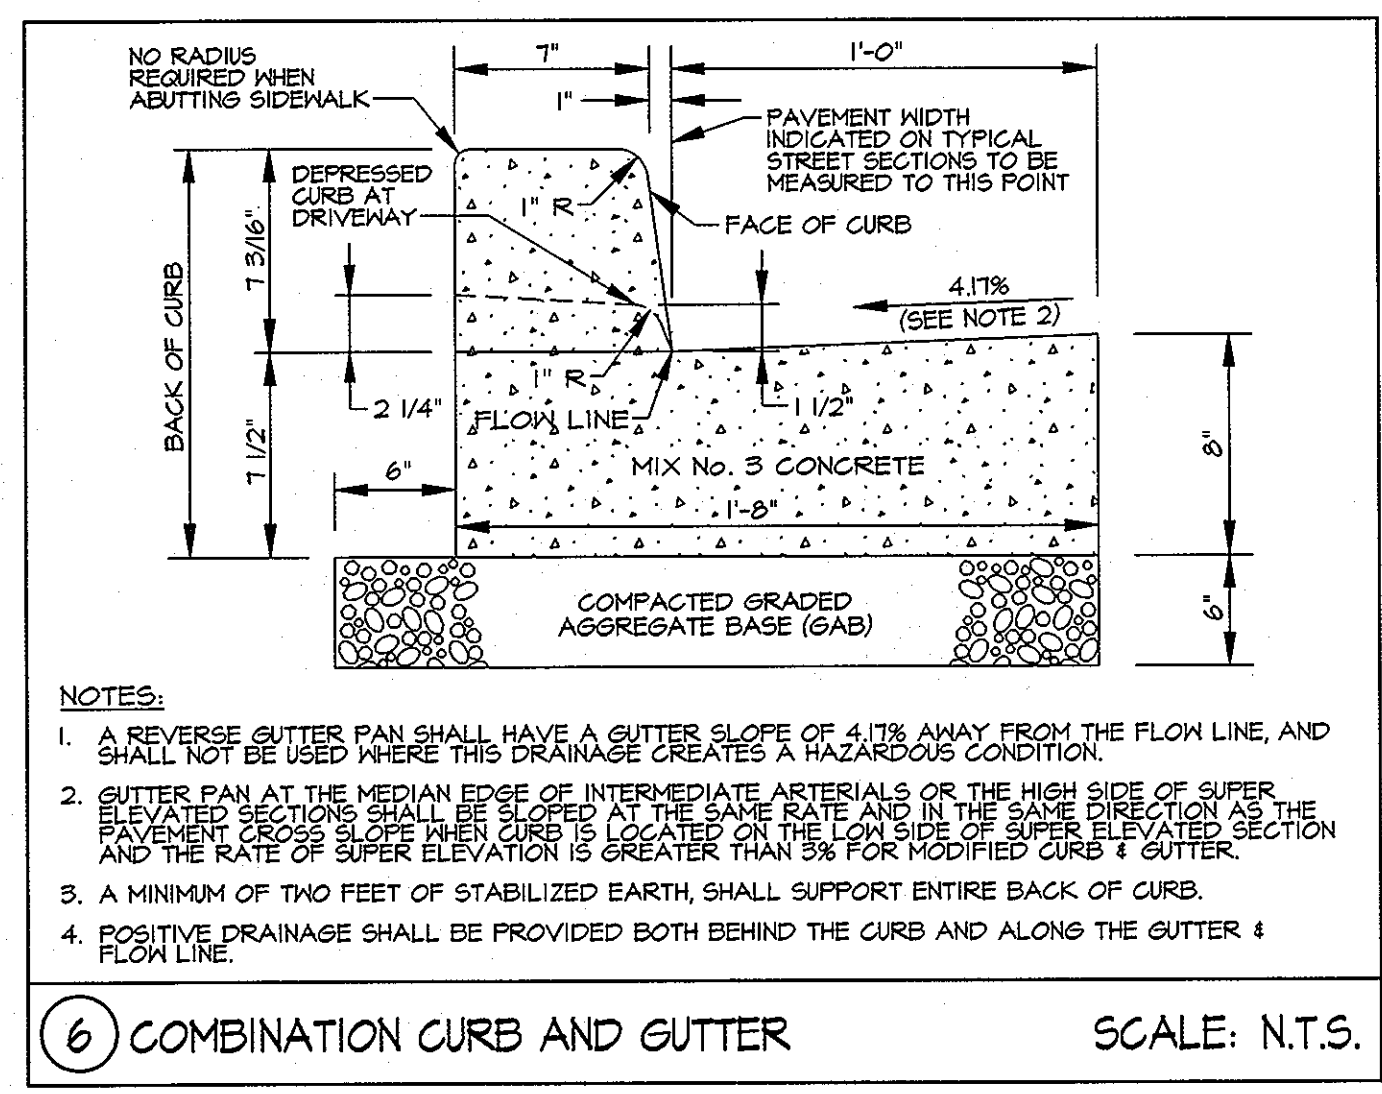 NO RADIUS
REQUIRED WHEN
ABUTTING SIDEWALK
7"
1'-0"
1"
PAVEMENT WIDTH
INDICATED ON TYPICAL
STREET SECTIONS TO BE
MEASURED TO THIS POINT
DEPRESSED
CURB AT
DRIVEWAY
1" R
FACE OF CURB
7 3/16"
BACK OF CURB
4.17%
(SEE NOTE 2)
1" R
2 1/4"
1 1/2"
FLOW LINE
7 1/2"
8"
6"
MIX No. 3 CONCRETE
1'-8"
COMPACTED GRADED
AGGREGATE BASE (GAB)
6"
NOTES:
1. A REVERSE GUTTER PAN SHALL HAVE A GUTTER SLOPE OF 4.17% AWAY FROM THE FLOW LINE, AND
SHALL NOT BE USED WHERE THIS DRAINAGE CREATES A HAZARDOUS CONDITION.
2. GUTTER PAN AT THE MEDIAN EDGE OF INTERMEDIATE ARTERIALS OR THE HIGH SIDE OF SUPER
ELEVATED SECTIONS SHALL BE SLOPED AT THE SAME RATE AND IN THE SAME DIRECTION AS THE
PAVEMENT CROSS SLOPE WHEN CURB IS LOCATED ON THE LOW SIDE OF SUPER ELEVATED SECTION
AND THE RATE OF SUPER ELEVATION IS GREATER THAN 3% FOR MODIFIED CURB & GUTTER.
3. A MINIMUM OF TWO FEET OF STABILIZED EARTH, SHALL SUPPORT ENTIRE BACK OF CURB.
4. POSITIVE DRAINAGE SHALL BE PROVIDED BOTH BEHIND THE CURB AND ALONG THE GUTTER &
FLOW LINE.
6 COMBINATION CURB AND GUTTER
SCALE: N.T.S.